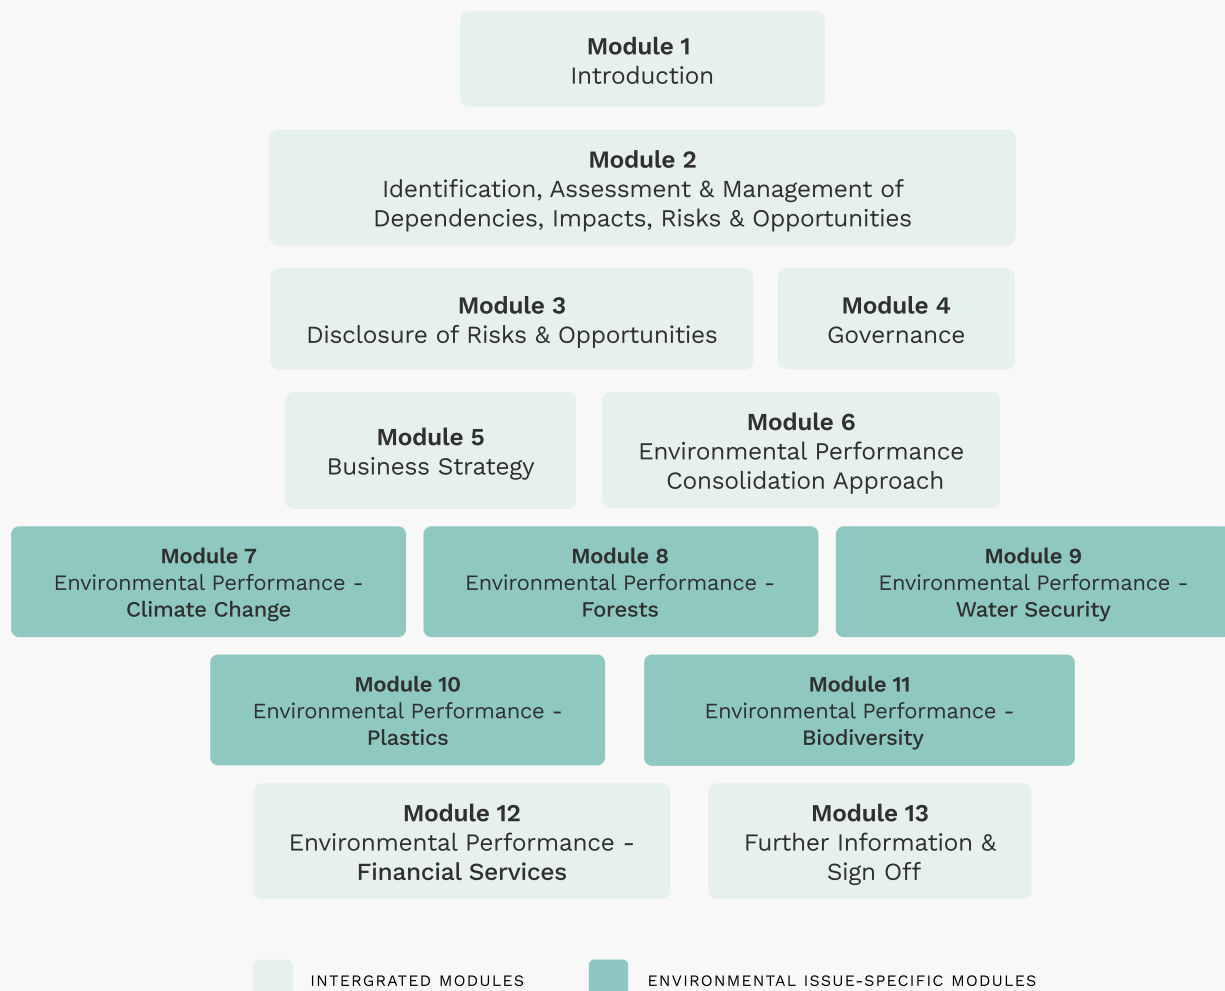 Module 1
Introduction
Module 2
Identification, Assessment & Management of
Dependencies, Impacts, Risks & Opportunities
Module 3
Disclosure of Risks & Opportunities
Module 4
Governance
Module 5
Business Strategy
Module 6
Environmental Performance
Consolidation Approach
Module 7
Environmental Performance -
Climate Change
Module 8
Environmental Performance -
Forests
Module 9
Environmental Performance -
Water Security
Module 10
Environmental Performance -
Plastics
Module 11
Environmental Performance -
Biodiversity
Module 12
Environmental Performance -
Financial Services
Module 13
Further Information &
Sign Off
INTERGRATED MODULES
ENVIRONMENTAL ISSUE-SPECIFIC MODULES